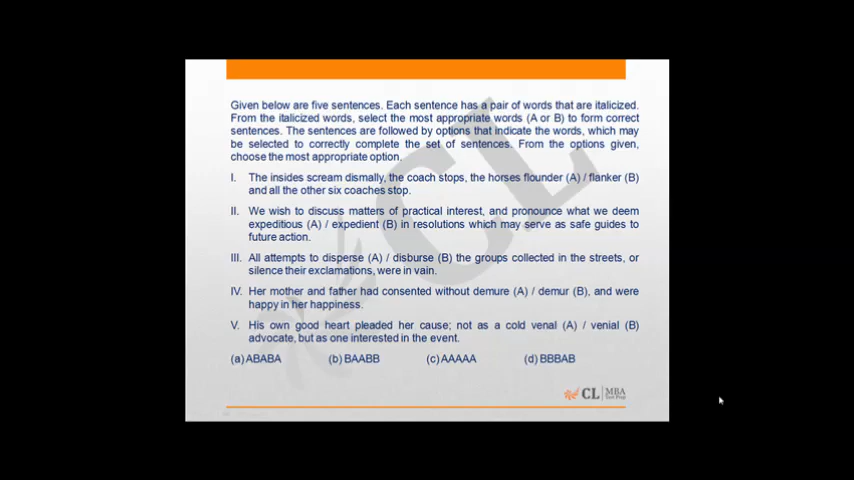 Given below are five sentences. Each sentence has a pair of words that are italicized.
From the italicized words, select the most appropriate words (A or B) to form correct
sentences. The sentences are followed by options that indicate the words, which may
be selected to correctly complete the set of sentences. From the options given,
choose the most appropriate option.
I. The insides scream dismally, the coach stops, the horses flounder (A) / flanker (B)
and all the other six coaches stop.
II. We wish to discuss matters of practical interest, and pronounce what we deem
expeditious (A) / expedient (B) in resolutions which may serve as safe guides to
future action.
III. All attempts to disperse (A) / disburse (B) the groups collected in the streets, or
silence their exclamations, were in vain.
IV. Her mother and father had consented without demure (A) / demur (B), and were
happy in her happiness.
V. His own good heart pleaded her cause; not as a cold venal (A) / venial (B)
advocate, but as one interested in the event.
(a) ABABA (b) BAABB (c) AAAAA (d) BBBAB
CL MBA
Test Prep
CL